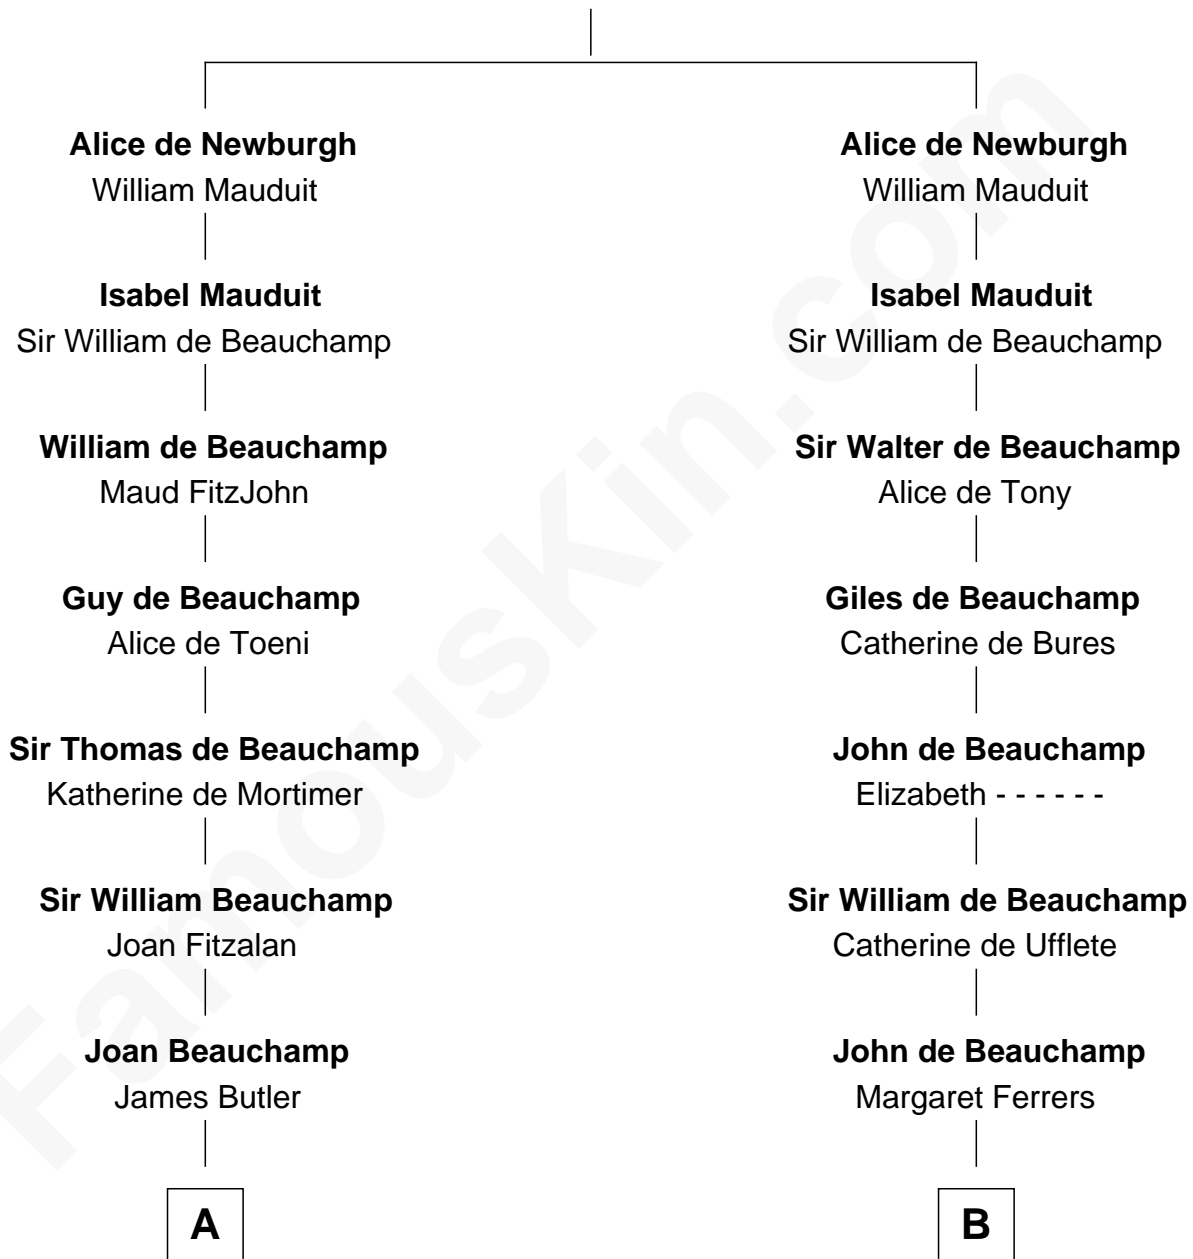 Alice de Newburgh
William Mauduit
Isabel Mauduit
Sir William de Beauchamp
William de Beauchamp
Maud FitzJohn
Guy de Beauchamp
Alice de Toeni
Sir Thomas de Beauchamp
Katherine de Mortimer
Sir William Beauchamp
Joan Fitzalan
Joan Beauchamp
James Butler
A
Alice de Newburgh
William Mauduit
Isabel Mauduit
Sir William de Beauchamp
Sir Walter de Beauchamp
Alice de Tony
Giles de Beauchamp
Catherine de Bures
John de Beauchamp
Elizabeth - - - - - -
Sir William de Beauchamp
Catherine de Ufflete
John de Beauchamp
Margaret Ferrers
B
FamousKin.com